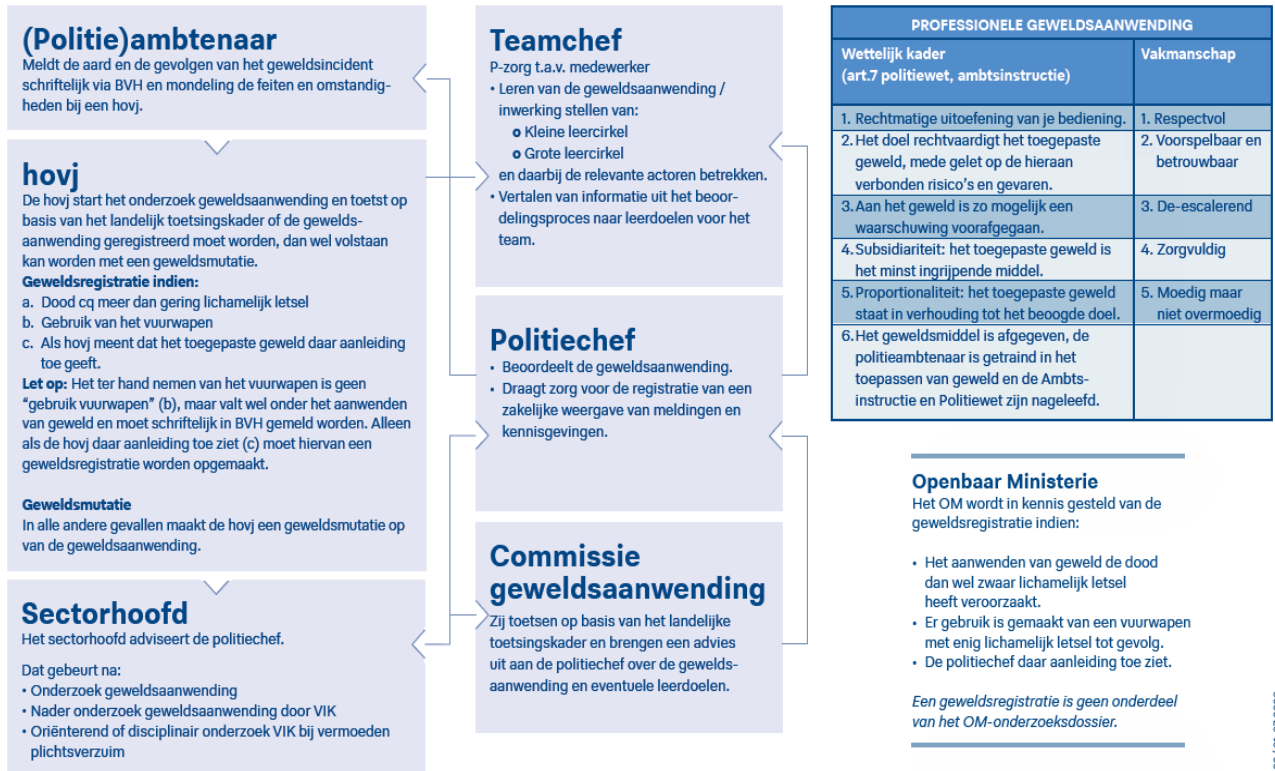 (Politie)ambtenaar
Meldt de aard en de gevolgen van het geweldsincident
schriftelijk via BVH en mondeling de feiten en omstandig-
heden bij een hovj.
hovj
De hovj start het onderzoek geweldsaanwending en toetst op
basis van het landelijk toetsingskader of de gewelds-
aanwending geregistreerd moet worden, dan wel volstaan
kan worden met een geweldsmutatie.
Geweldsregistratie indien:
a. Dood cq meer dan gering lichamelijk letsel
b. Gebruik van het vuurwapen
c. Als hovj meent dat het toegepaste geweld daar aanleiding
toe geeft.
Let op: Het ter hand nemen van het vuurwapen is geen
“gebruik vuurwapen” (b), maar valt wel onder het aanwenden
van geweld en moet schriftelijk in BVH gemeld worden. Alleen
als de hovj daar aanleiding toe ziet (c) moet hiervan een
geweldsregistratie worden opgemaakt.
Geweldsmutatie
In alle andere gevallen maakt de hovj een geweldsmutatie op
van de geweldsaanwending.
Sectorhoofd
Het sectorhoofd adviseert de politiechef.
Dat gebeurt na:
• Onderzoek geweldsaanwending
• Nader onderzoek geweldsaanwending door VIK
• Oriënterend of disciplinair onderzoek VIK bij vermoeden
plichtsverzuim
Teamchef
P-zorg t.a.v. medewerker
• Leren van de geweldsaanwending /
inwerking stellen van:
o Kleine leercirkel
o Grote leercirkel
en daarbij de relevante actoren betrekken.
• Vertalen van informatie uit het beoor-
delingsproces naar leerdoelen voor het
team.
Politiechef
• Beoordeelt de geweldsaanwending.
• Draagt zorg voor de registratie van een
zakelijke weergave van meldingen en
kennisgevingen.
Commissie
geweldsaanwending
Zij toetsen op basis van het landelijke
toetsingskader en brengen een advies
uit aan de politiechef over de gewelds-
aanwending en eventuele leerdoelen.
PROFESSIONELE GEWELDSAANWENDING
Wettelijk kader
(art.7 politiewet, ambtsinstructie)
Vakmanschap
1. Rechtmatige uitoefening van je bediening.
1. Respectvol
2. Het doel rechtvaardigt het toegepaste
geweld, mede gelet op de hieraan
verbonden risico’s en gevaren.
2. Voorspelbaar en
betrouwbaar
3. Aan het geweld is zo mogelijk een
waarschuwing voorafgegaan.
3. De-escalerend
4. Subsidiariteit: het toegepaste geweld is
het minst ingrijpende middel.
4. Zorgvuldig
5. Proportionaliteit: het toegepaste geweld
staat in verhouding tot het beoogde doel.
5. Moedig maar
niet overmoedig
6. Het geweldsmiddel is afgegeven, de
politieambtenaar is getraind in het
toepassen van geweld en de Ambts-
instructie en Politiewet zijn nageleefd.
Openbaar Ministerie
Het OM wordt in kennis gesteld van de
geweldsregistratie indien:
• Het aanwenden van geweld de dood
dan wel zwaar lichamelijk letsel
heeft veroorzaakt.
• Er gebruik is gemaakt van een vuurwapen
met enig lichamelijk letsel tot gevolg.
• De politiechef daar aanleiding toe ziet.
Een geweldsregistratie is geen onderdeel
van het OM-onderzoeksdossier.